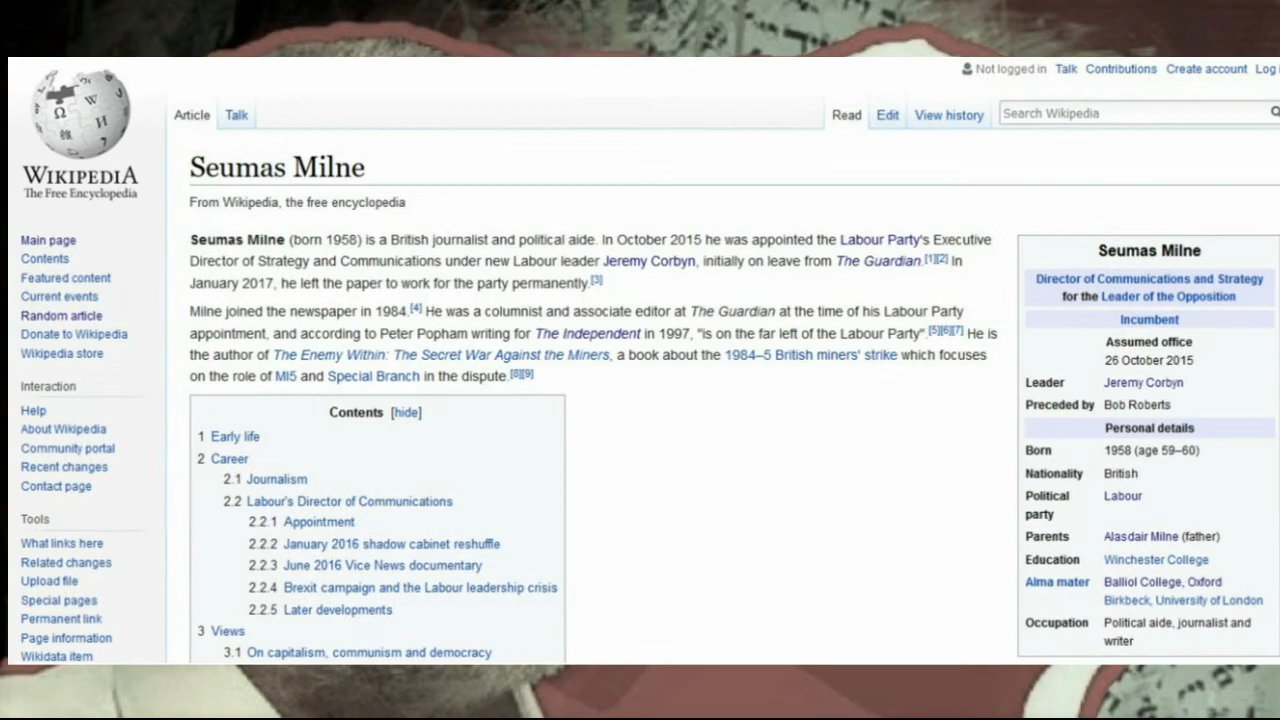 Not logged in Talk Contributions Create account Log
Article Talk Read Edit View history Search Wikipedia
WIKIPEDIA
The Free Encyclopedia
Main page
Contents
Featured content
Current events
Random article
Donate to Wikipedia
Wikipedia store
Interaction
Help
About Wikipedia
Community portal
Recent changes
Contact page
Tools
What links here
Related changes
Upload file
Special pages
Permanent link
Page information
Wikidata item
Seumas Milne
From Wikipedia, the free encyclopedia
Seumas Milne (born 1958) is a British journalist and political aide. In October 2015 he was appointed the Labour Party's Executive
Director of Strategy and Communications under new Labour leader Jeremy Corbyn, initially on leave from The Guardian.[1][2] In
January 2017, he left the paper to work for the party permanently.[3]
Milne joined the newspaper in 1984.[4] He was a columnist and associate editor at The Guardian at the time of his Labour Party
appointment, and according to Peter Popham writing for The Independent in 1997, "is on the far left of the Labour Party".[5][6][7] He is
the author of The Enemy Within: The Secret War Against the Miners, a book about the 1984–5 British miners' strike which focuses
on the role of MI5 and Special Branch in the dispute.[8][9]
Contents [hide]
1 Early life
2 Career
2.1 Journalism
2.2 Labour's Director of Communications
2.2.1 Appointment
2.2.2 January 2016 shadow cabinet reshuffle
2.2.3 June 2016 Vice News documentary
2.2.4 Brexit campaign and the Labour leadership crisis
2.2.5 Later developments
3 Views
3.1 On capitalism, communism and democracy
Seumas Milne
Director of Communications and Strategy
for the Leader of the Opposition
Incumbent
Assumed office
26 October 2015
Leader Jeremy Corbyn
Preceded by Bob Roberts
Personal details
Born 1958 (age 59–60)
Nationality British
Political Labour
party
Parents Alasdair Milne (father)
Education Winchester College
Alma mater Balliol College, Oxford
Birkbeck, University of London
Occupation Political aide, journalist and
writer